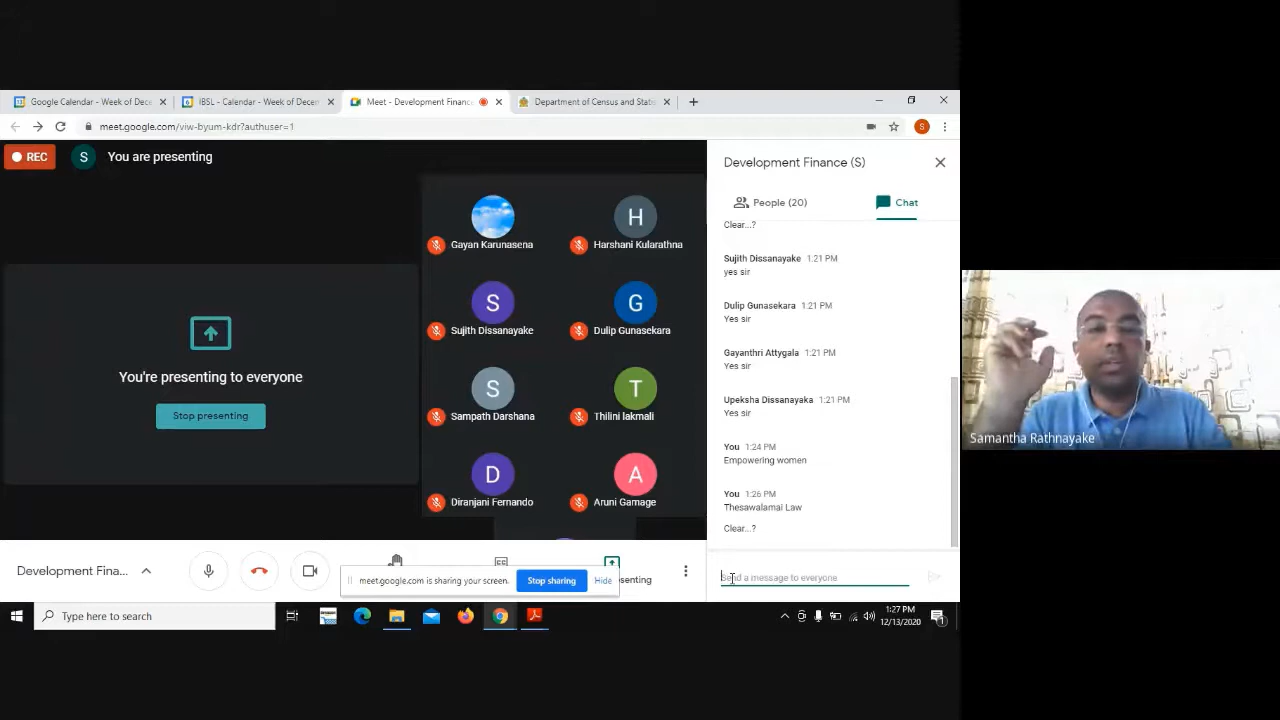 Google Calendar - Week of Dece
IBSL - Calendar - Week of Decem
Meet - Development Finance
Department of Census and Statis
meet.google.com/viw-byum-kdr?authuser=1
S
REC
S
You are presenting
You're presenting to everyone
Stop presenting
Gayan Karunasena
H
Harshani Kularathna
S
Sujith Dissanayake
G
Dulip Gunasekara
S
Sampath Darshana
T
Thilini lakmali
D
Diranjani Fernando
A
Aruni Gamage
Development Finance (S)
People (20)
Chat
Clear...?
Sujith Dissanayake 1:21 PM
yes sir
Dulip Gunasekara 1:21 PM
Yes sir
Gayanthri Attygala 1:21 PM
Yes sir
Upeksha Dissanayaka 1:21 PM
Yes sir
You 1:24 PM
Empowering women
You 1:26 PM
Thesawalamai Law
Clear...?
Send a message to everyone
Samantha Rathnayake
Development Fina...
meet.google.com is sharing your screen.
Stop sharing
Hide
senting
Type here to search
1:27 PM
12/13/2020
1